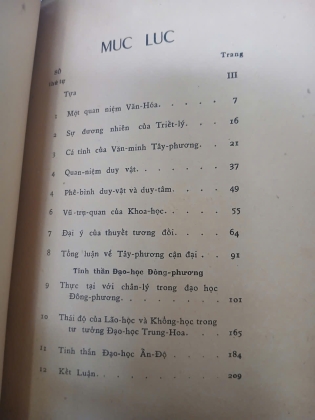 MUC LUC
Trang
SỐ
thứ tự
Tựa III
1 Một quan niệm Văn-Hóa. . . . . . 7
2 Sự đương nhiên của Triết-lý. . . . . 16
3 Cá tính của Văn-minh Tây-phương. . . . 21
4 Quan-niệm duy vật. . . . . . 37
5 Phê-bình duy-vật và duy-tâm. . . . . 49
6 Vũ-trụ-quan của Khoa-học. . . . . 55
7 Đại ý của thuyết tương đối. . . . . 64
8 Tổng luận về Tây-phương cận đại . . . 91
Tinh thần Đạo-học Đông-phương
9 Thực tại với chân-lý trong đạo học
Đông-phương. . . . . . . 101
10 Thái độ của Lão-học và Khổng-học trong
tư tưởng Đạo-học Trung-Hoa. . . . 165
11 Tinh thần Đạo-học Ấn-Độ . . . . . 184
12 Kết Luận. . . . . . . . . 209